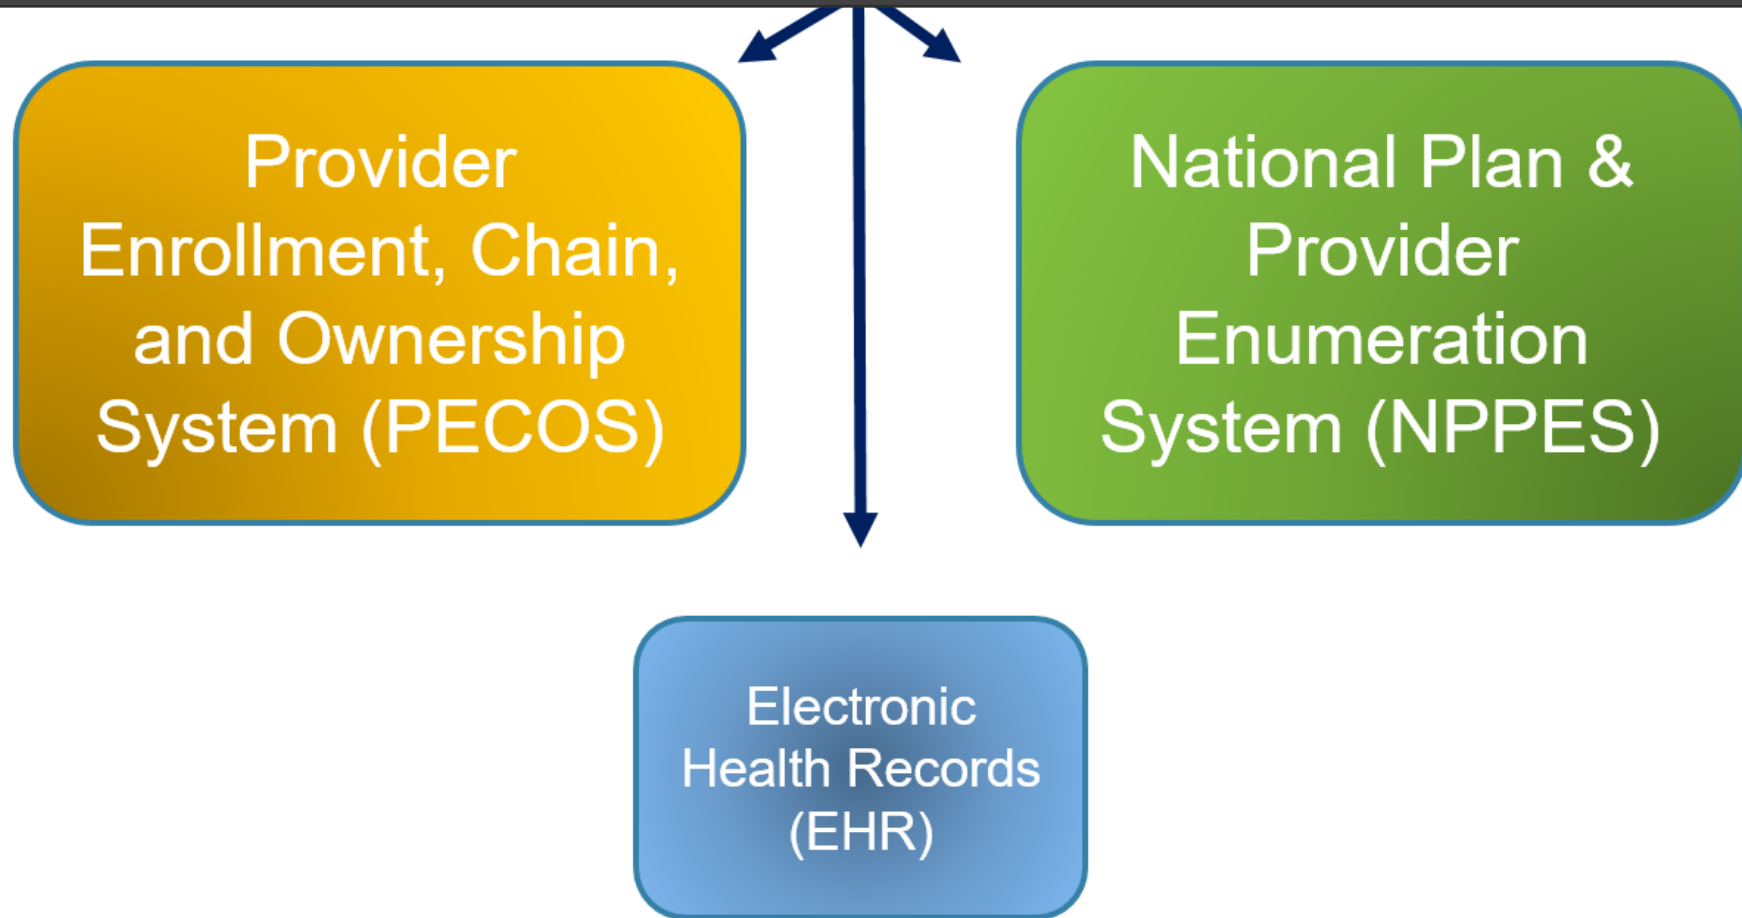 Provider
Enrollment, Chain,
and Ownership
System (PECOS)
National Plan &
Provider
Enumeration
System (NPPES)
Electronic
Health Records
(EHR)